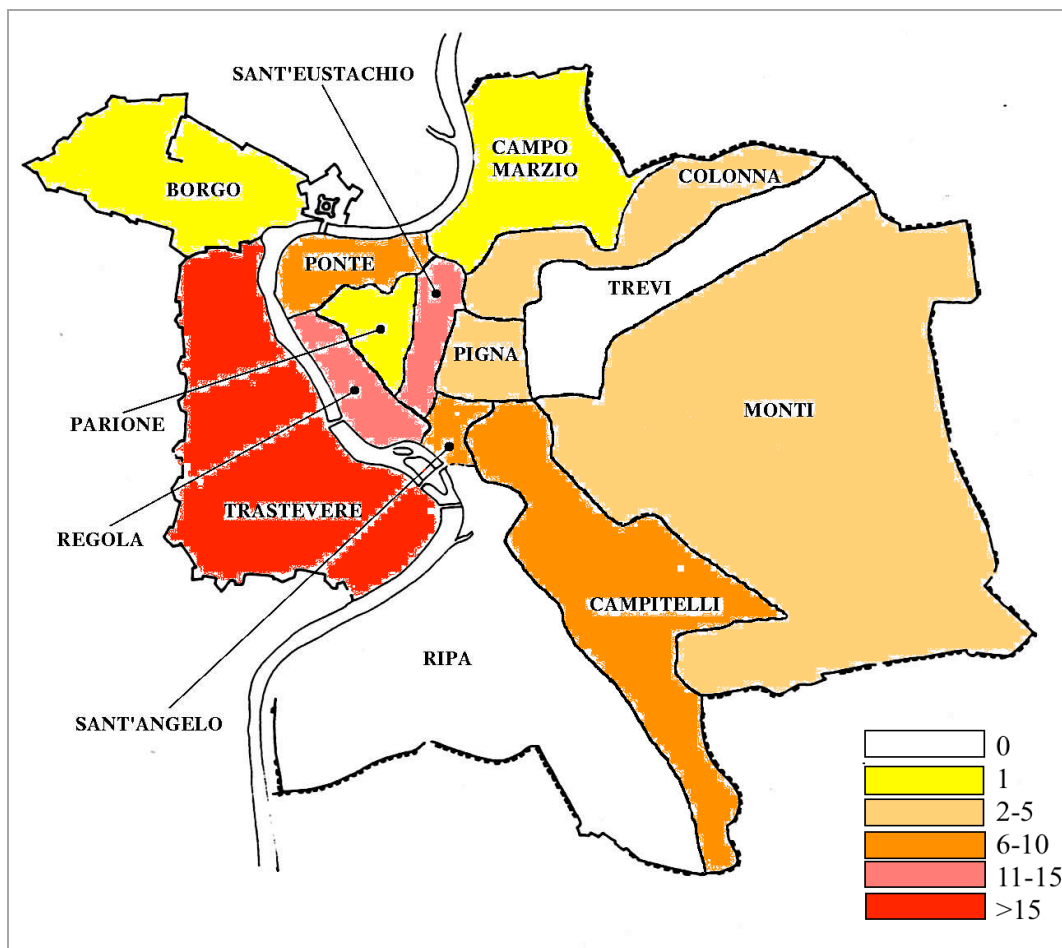 SANT'EUSTACHIO
CAMPO
MARZIO
COLONNA
BORGO
PONTE
TREVI
PIGNA
PARIONE
MONTI
TRASTEVERE
REGOLA
CAMPITELLI
RIPA
SANT'ANGELO
0
1
2-5
6-10
11-15
>15